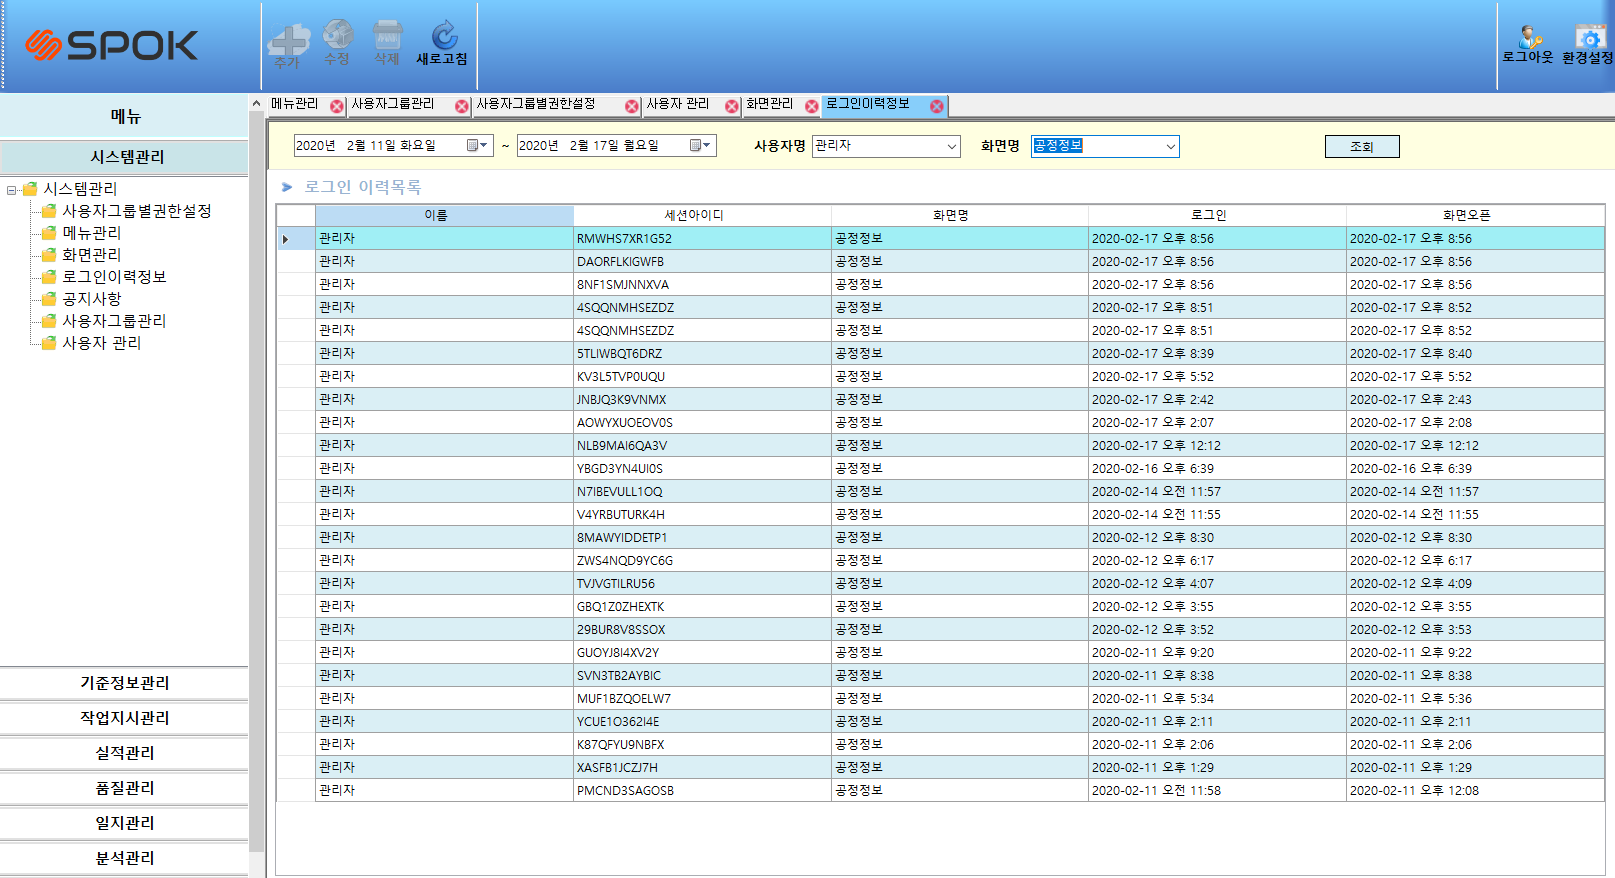 SPOK
추가 수정 삭제 새로고침
로그아웃 환경설정
메뉴
시스템관리
시스템관리
사용자그룹별권한설정
메뉴관리
화면관리
로그인이력정보
공지사항
사용자그룹관리
사용자 관리
기준정보관리
작업지시관리
실적관리
품질관리
일지관리
분석관리
메뉴관리 사용자그룹관리 사용자그룹별권한설정 사용자 관리 화면관리 로그인이력정보
2020년 2월 11일 화요일 ~ 2020년 2월 17일 월요일 사용자명 관리자 화면명 공정정보 조회
로그인 이력목록
이름 세션아이디 화면명 로그인 화면오픈
관리자 RMWHS7XR1G52 공정정보 2020-02-17 오후 8:56 2020-02-17 오후 8:56
관리자 DAORFLKIGWFB 공정정보 2020-02-17 오후 8:56 2020-02-17 오후 8:56
관리자 8NF1SMJNNXVA 공정정보 2020-02-17 오후 8:56 2020-02-17 오후 8:56
관리자 4SQQNMHSEZDZ 공정정보 2020-02-17 오후 8:51 2020-02-17 오후 8:52
관리자 4SQQNMHSEZDZ 공정정보 2020-02-17 오후 8:51 2020-02-17 오후 8:52
관리자 5TLIWBQT6DRZ 공정정보 2020-02-17 오후 8:39 2020-02-17 오후 8:40
관리자 KV3L5TVP0UQU 공정정보 2020-02-17 오후 5:52 2020-02-17 오후 5:52
관리자 JNBJQ3K9VNMX 공정정보 2020-02-17 오후 2:42 2020-02-17 오후 2:43
관리자 AOWYXUOEOV0S 공정정보 2020-02-17 오후 2:07 2020-02-17 오후 2:08
관리자 NLB9MAI6QA3V 공정정보 2020-02-17 오후 12:12 2020-02-17 오후 12:12
관리자 YBGD3YN4UI0S 공정정보 2020-02-16 오후 6:39 2020-02-16 오후 6:39
관리자 N7IBEVULL1OQ 공정정보 2020-02-14 오전 11:57 2020-02-14 오전 11:57
관리자 V4YRBUTURK4H 공정정보 2020-02-14 오전 11:55 2020-02-14 오전 11:55
관리자 8MAWYIDDETP1 공정정보 2020-02-12 오후 8:30 2020-02-12 오후 8:30
관리자 ZWS4NQD9YC6G 공정정보 2020-02-12 오후 6:17 2020-02-12 오후 6:17
관리자 TVJVGTILRU56 공정정보 2020-02-12 오후 4:07 2020-02-12 오후 4:09
관리자 GBQ1Z0ZHEXTK 공정정보 2020-02-12 오후 3:55 2020-02-12 오후 3:55
관리자 29BUR8V8SSOX 공정정보 2020-02-12 오후 3:52 2020-02-12 오후 3:53
관리자 GUOYJ8I4XV2Y 공정정보 2020-02-11 오후 9:20 2020-02-11 오후 9:22
관리자 SVN3TB2AYBIC 공정정보 2020-02-11 오후 8:38 2020-02-11 오후 8:38
관리자 MUF1BZQOELW7 공정정보 2020-02-11 오후 5:34 2020-02-11 오후 5:36
관리자 YCUE1O362I4E 공정정보 2020-02-11 오후 2:11 2020-02-11 오후 2:11
관리자 K87QFYU9NBFX 공정정보 2020-02-11 오후 2:06 2020-02-11 오후 2:06
관리자 XASFB1JCZJ7H 공정정보 2020-02-11 오후 1:29 2020-02-11 오후 1:29
관리자 PMCND3SAGOSB 공정정보 2020-02-11 오전 11:58 2020-02-11 오후 12:08